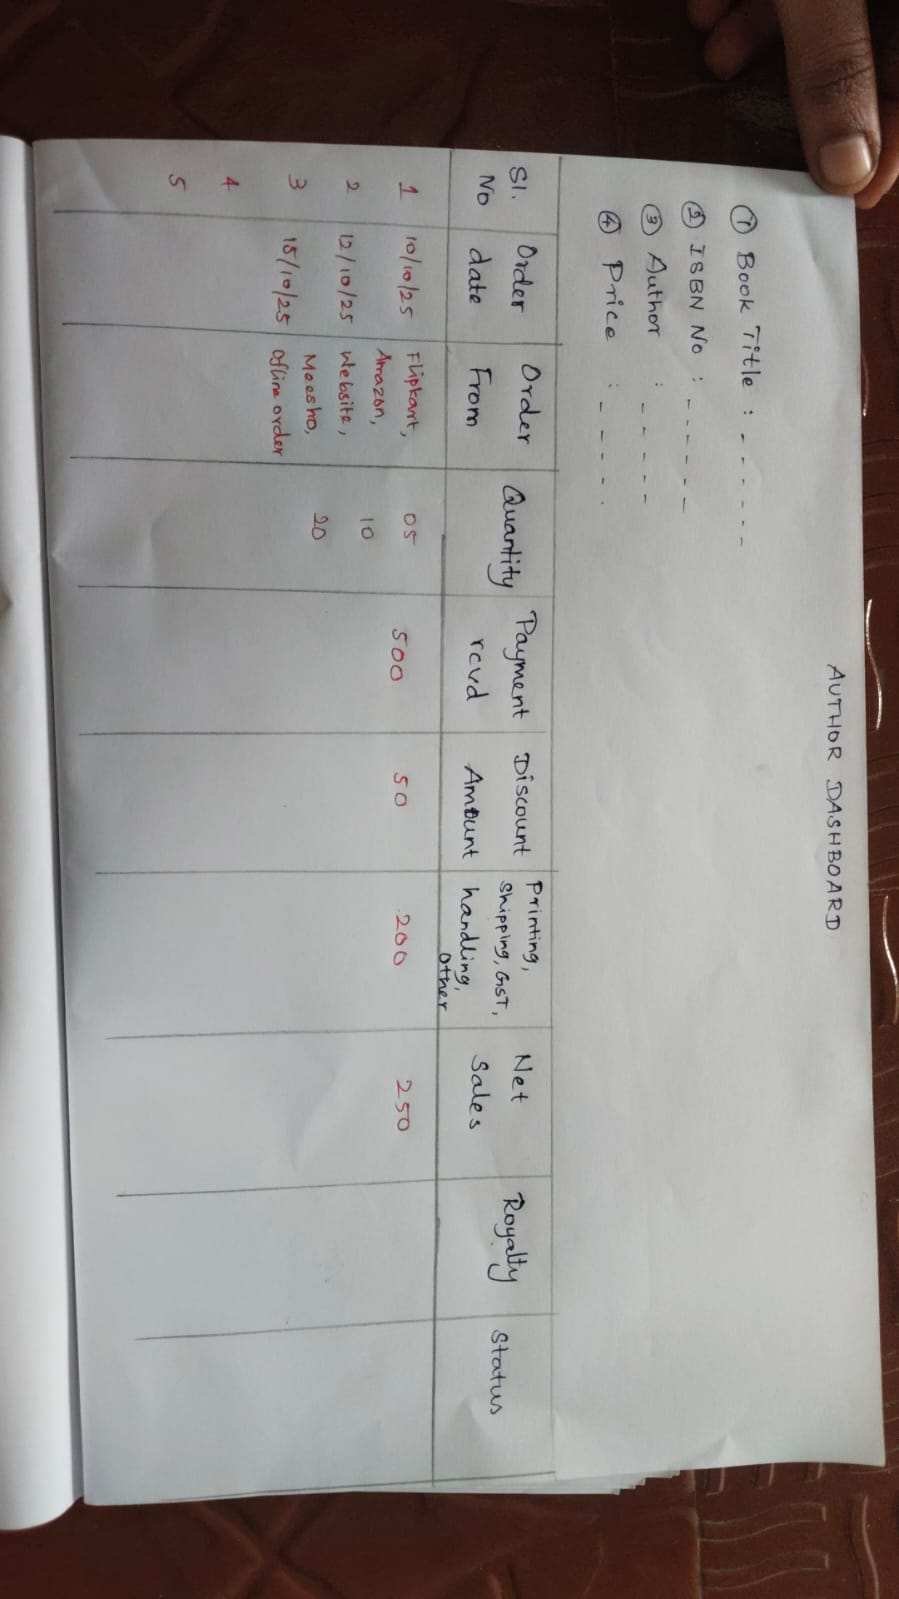 AUTHOR DASHBOARD
① Book Title : - - - - - -
② ISBN No : - - - - - -
③ Author : - - - - -
④ Price : - - - - .
Sl. No | Order date | Order From | Quantity | Payment rcvd | Discount Amount | Printing, Shipping, GST, handling, Other | Net Sales | Royalty | Status
1 10/10/25 Flipkart, 05 500 50 200 250
Amazon,
2 12/10/25 Website, 10
Meesho, 20
3 15/10/25 Offline order
4
5